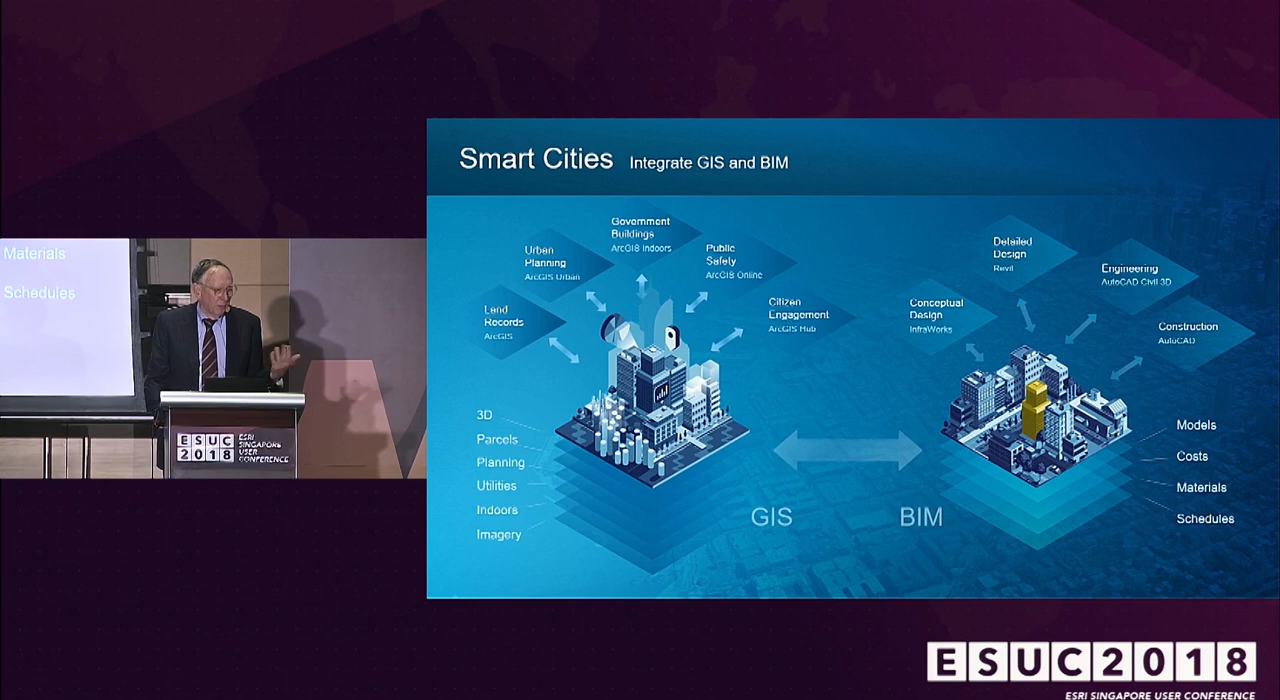 Materials
Schedules
ESUC
2018
ESRI
SINGAPORE
USER
CONFERENCE
Smart Cities Integrate GIS and BIM
Government
Buildings
ArcGIS Indoors
Urban
Planning
ArcGIS Urban
Public
Safety
ArcGIS Online
Land
Records
ArcGIS
Citizen
Engagement
ArcGIS Hub
Detailed
Design
Revit
Engineering
AutoCAD Civil 3D
Conceptual
Design
InfraWorks
Construction
AutoCAD
3D
Parcels
Planning
Utilities
Indoors
Imagery
GIS
BIM
Models
Costs
Materials
Schedules
ESUC2018
ESRI SINGAPORE USER CONFERENCE